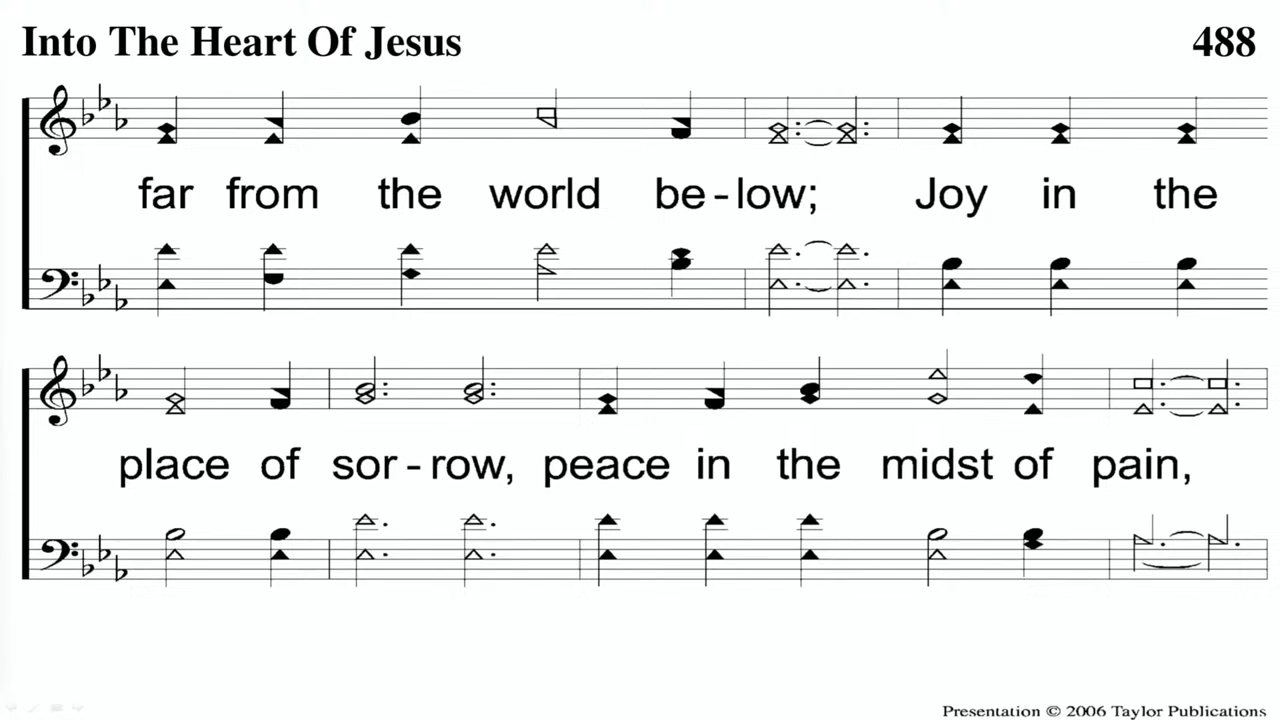 Into The Heart Of Jesus 488
far from the world be-low; Joy in the
place of sor-row, peace in the midst of pain,
Presentation © 2006 Taylor Publications